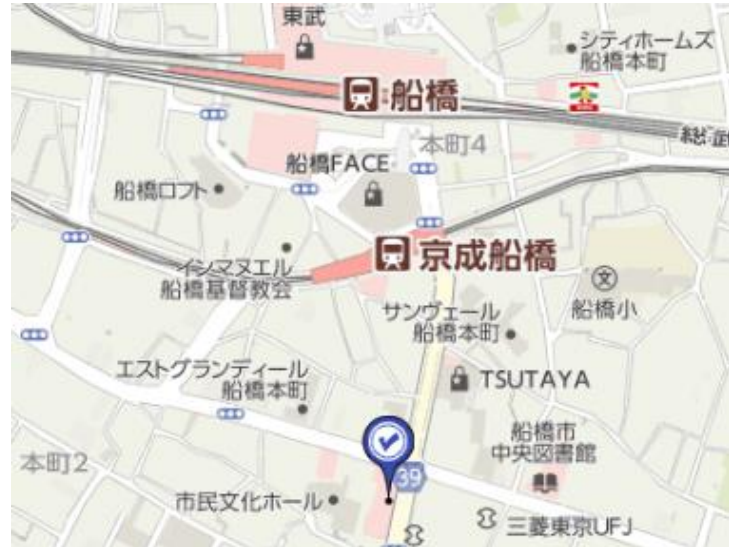 東武
シティホームズ
船橋本町
船橋
本町4
総武
船橋FACE
船橋ロフト
京成船橋
インマヌエル
船橋基督教会
船橋小
文
サンヴェール
船橋本町
エストグランディール
船橋本町
TSUTAYA
船橋市
中央図書館
本町2
39
市民文化ホール
三菱東京UFJ